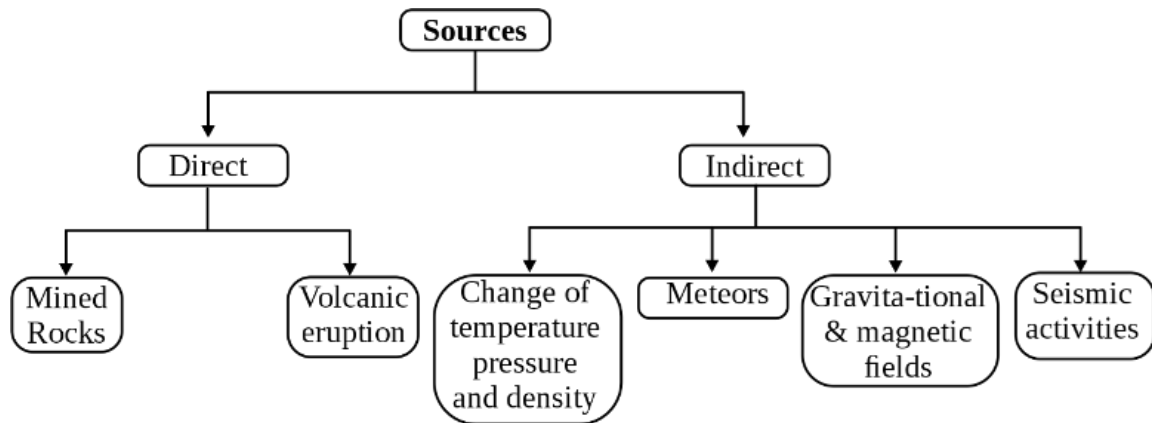 Sources
Direct
Indirect
Mined
Rocks
Volcanic
eruption
Change of
temperature
pressure
and density
Meteors
Gravita-tional
& magnetic
fields
Seismic
activities